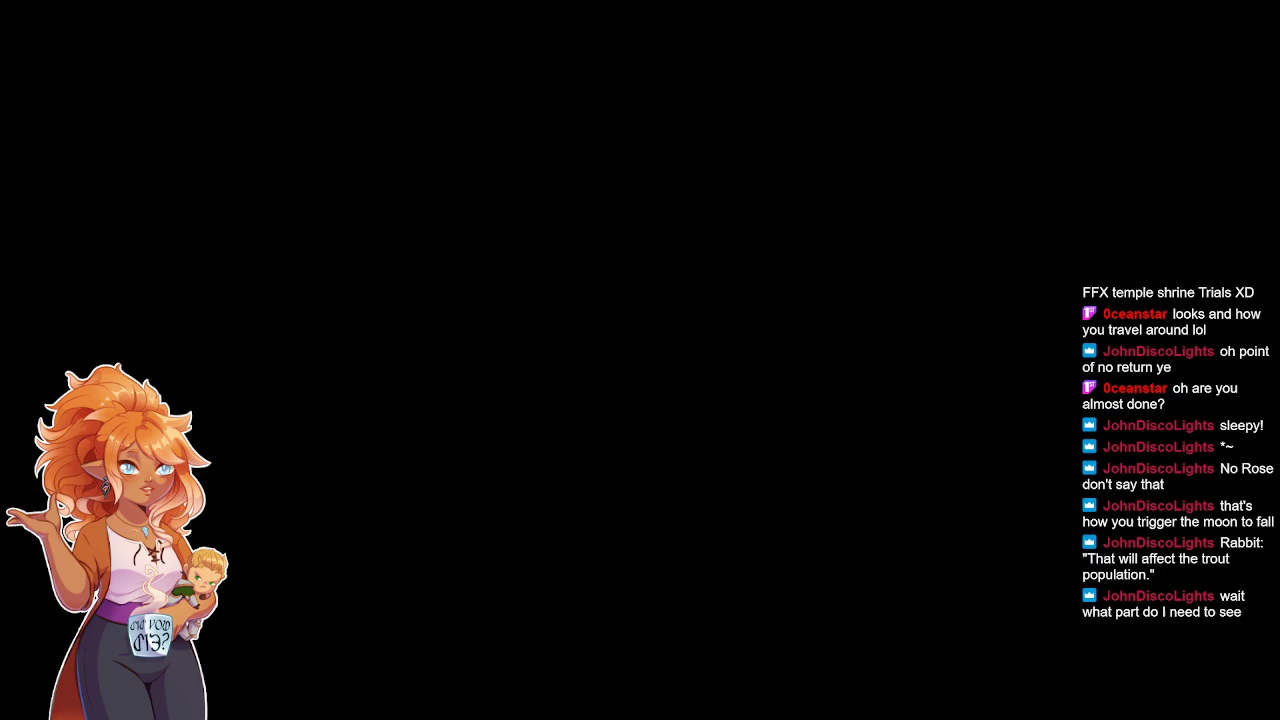 FFX temple shrine Trials XD
0ceanstar looks and how
you travel around lol
JohnDiscoLights oh point
of no return ye
0ceanstar oh are you
almost done?
JohnDiscoLights sleepy!
JohnDiscoLights *~
JohnDiscoLights No Rose
don't say that
JohnDiscoLights that's
how you trigger the moon to fall
JohnDiscoLights Rabbit:
"That will affect the trout
population."
JohnDiscoLights wait
what part do I need to see